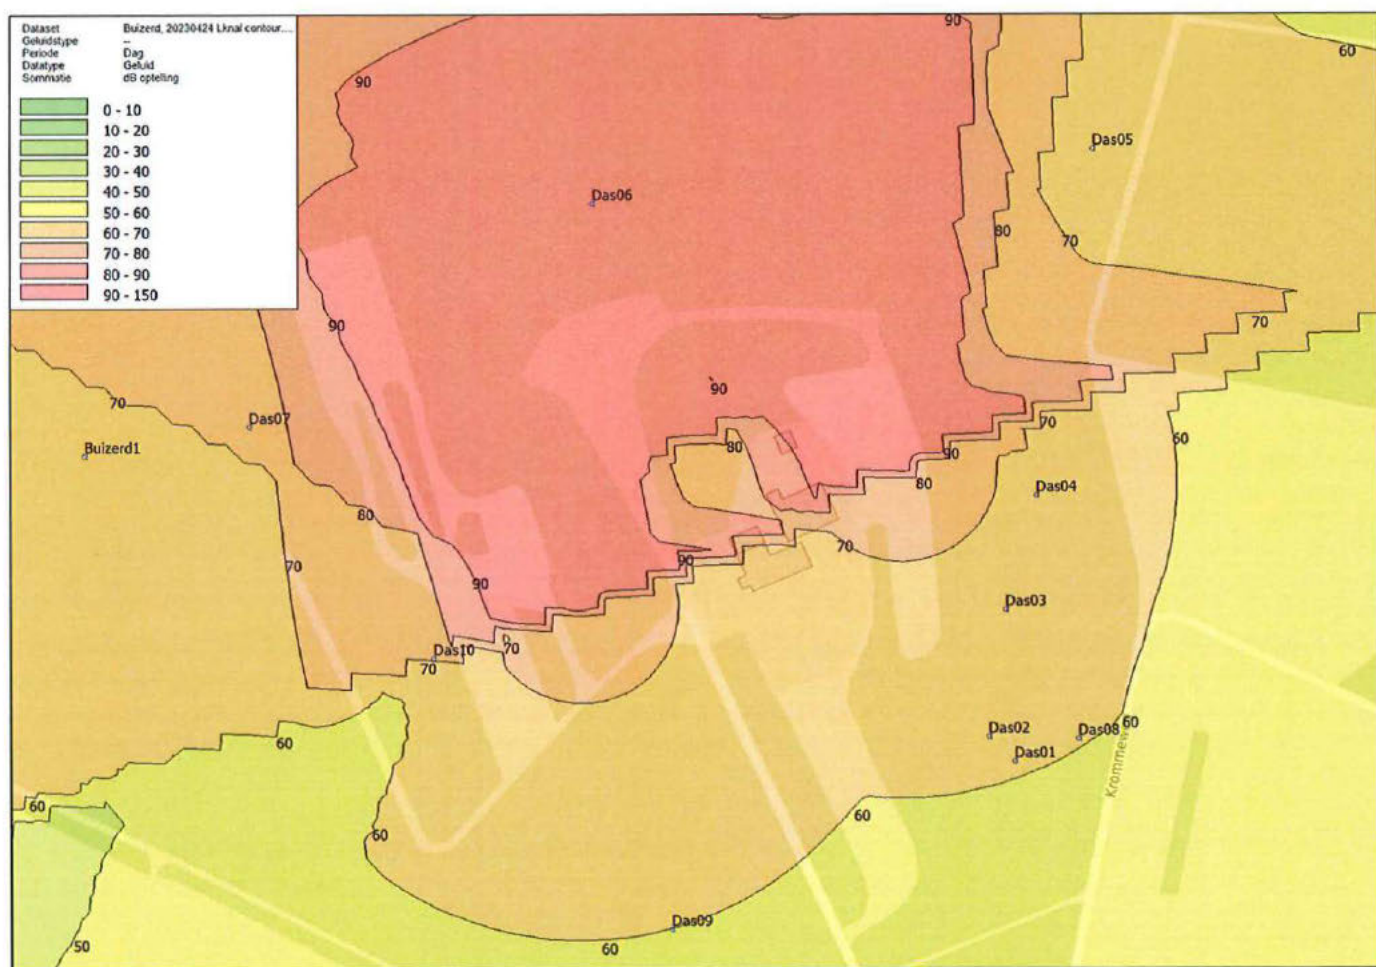 Dataset Buizerd, 20230424 Lknal contour....
Geluidstype --
Periode Dag
Datatype Geluid
Sommatie dB optelling
0 - 10
10 - 20
20 - 30
30 - 40
40 - 50
50 - 60
60 - 70
70 - 80
80 - 90
90 - 150
90
60
90
Das05
Das06
80
70
90
70
90
70
Das07
80
70
60
Buizerd1
90
80
Das04
80
70
90
70
90
Das03
70
Das10
70
60
Das02
Das08
60
Das01
Krommew
60
60
60
Das09
50
60